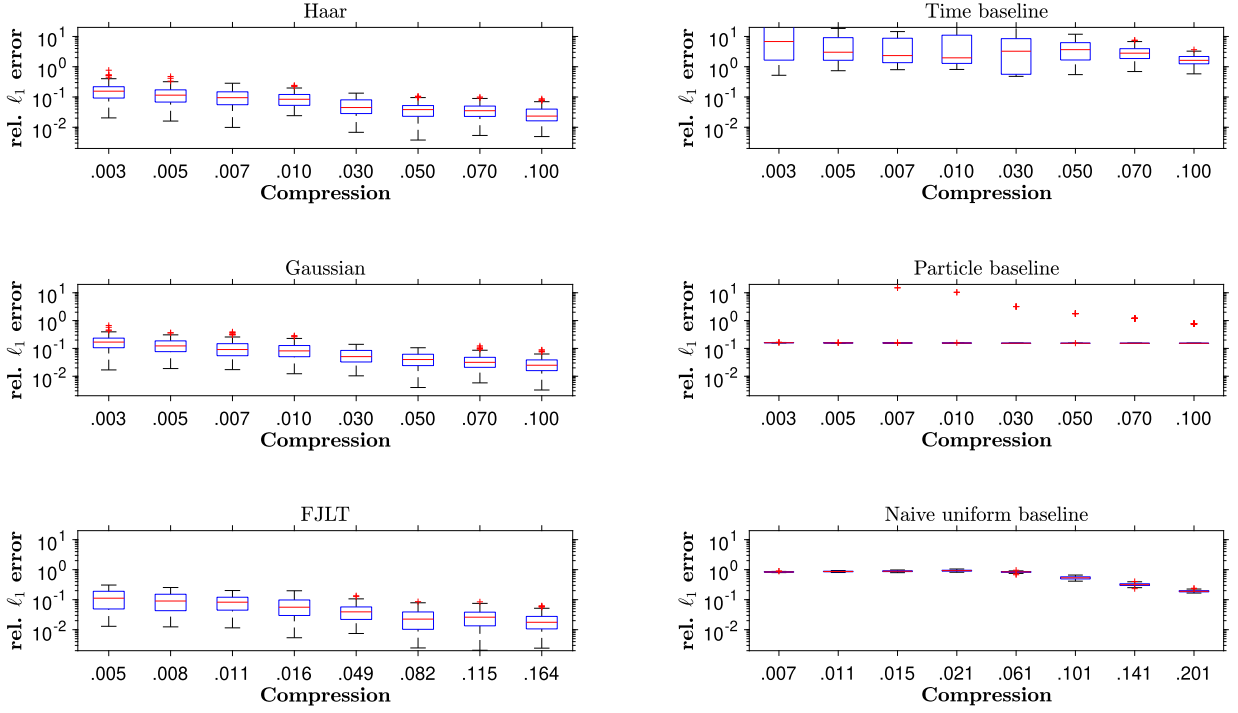 Haar
rel. ℓ1 error
10^1
10^0
10^-1
10^-2
.003 .005 .007 .010 .030 .050 .070 .100
Compression
Time baseline
rel. ℓ1 error
10^1
10^0
10^-1
10^-2
.003 .005 .007 .010 .030 .050 .070 .100
Compression
Gaussian
rel. ℓ1 error
10^1
10^0
10^-1
10^-2
.003 .005 .007 .010 .030 .050 .070 .100
Compression
Particle baseline
rel. ℓ1 error
10^1
10^0
10^-1
10^-2
.003 .005 .007 .010 .030 .050 .070 .100
Compression
FJLT
rel. ℓ1 error
10^1
10^0
10^-1
10^-2
.005 .008 .011 .016 .049 .082 .115 .164
Compression
Naive uniform baseline
rel. ℓ1 error
10^1
10^0
10^-1
10^-2
.007 .011 .015 .021 .061 .101 .141 .201
Compression